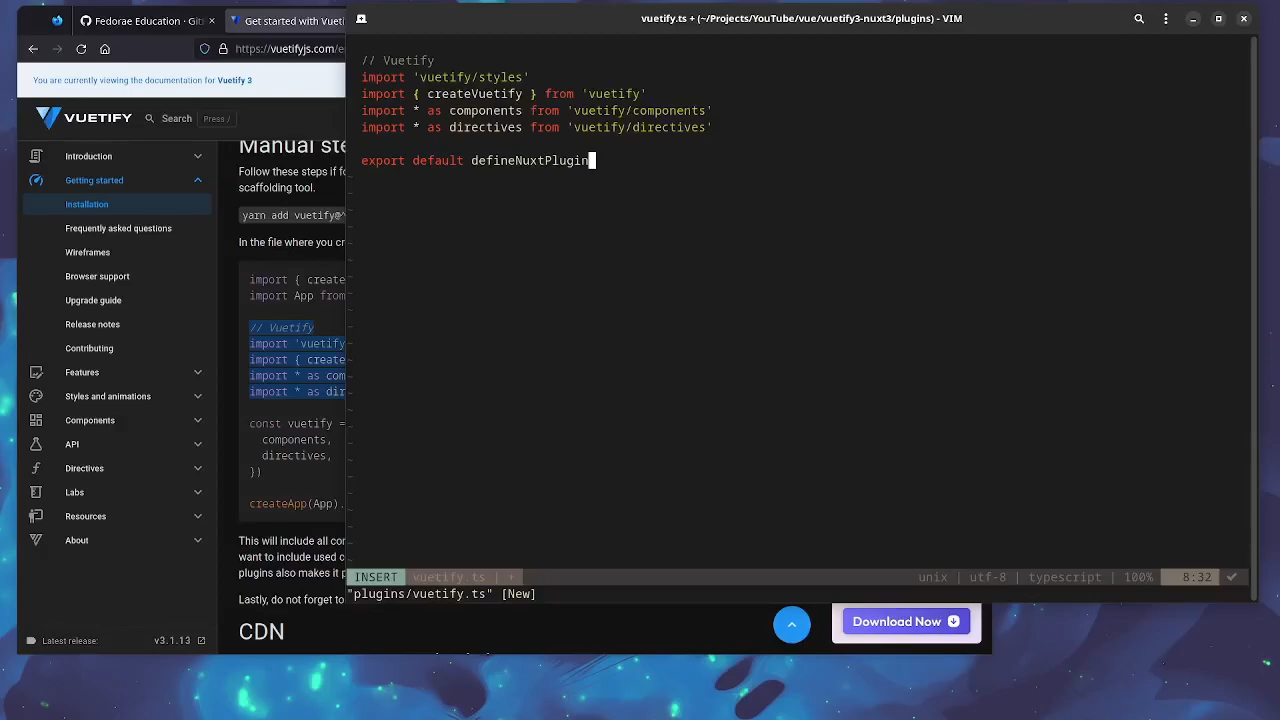 Fedora Education · Git
Get started with Vueti
https://vuetifyjs.com/e
You are currently viewing the documentation for Vuetify 3
VUETIFY
Search
Press /
Introduction
Getting started
Installation
Frequently asked questions
Wireframes
Browser support
Upgrade guide
Release notes
Contributing
Features
Styles and animations
Components
API
Directives
Labs
Resources
About
Latest release:
v3.1.13
Manual ste
Follow these steps if fo
scaffolding tool.
yarn add vuetify@^
In the file where you cr
import { create
import App from
// Vuetify
import 'vuetify
import { create
import * as com
import * as dir
const vuetify =
components,
directives,
})
createApp(App).
This will include all co
want to include used c
plugins also make it p
Lastly, do not forget to
CDN
Download Now
vuetify.ts + (~/Projects/YouTube/vue/vuetify3-nuxt3/plugins) - VIM
// Vuetify
import 'vuetify/styles'
import { createVuetify } from 'vuetify'
import * as components from 'vuetify/components'
import * as directives from 'vuetify/directives'
export default defineNuxtPlugin
INSERT vuetify.ts | + unix | utf-8 | typescript | 100% 8:32 ✓
"plugins/vuetify.ts" [New]